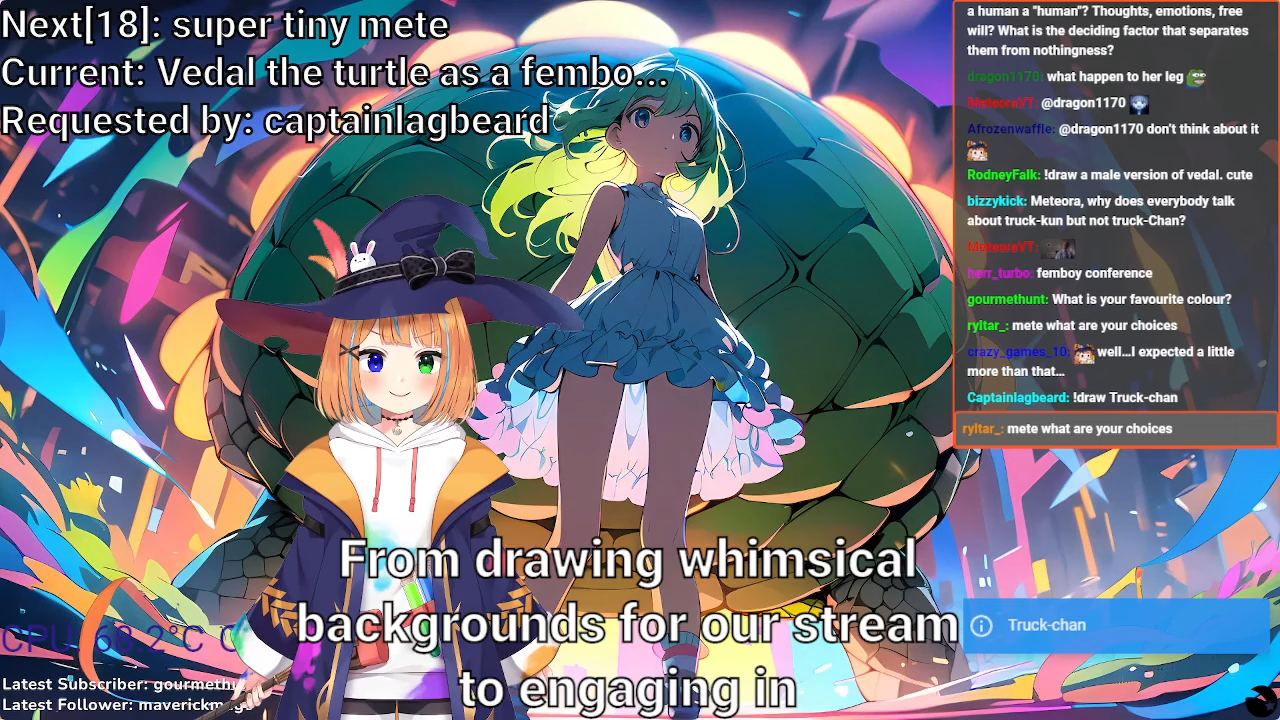 Next[18]: super tiny mete
Current: Vedal the turtle as a fembo...
Requested by: captainlagbeard
a human a "human"? Thoughts, emotions, free
will? What is the deciding factor that separates
them from nothingness?
dragon1170: what happen to her leg
MeteoraVT: @dragon1170
Afrozenwaffle: @dragon1170 don't think about it
RodneyFalk: !draw a male version of vedal. cute
bizzykick: Meteora, why does everybody talk
about truck-kun but not truck-Chan?
MeteoraVT:
herr_turbo: femboy conference
gourmethunt: What is your favourite colour?
ryltar_: mete what are your choices
crazy_games_10: well...I expected a little
more than that...
Captainlagbeard: !draw Truck-chan
ryltar_: mete what are your choices
From drawing whimsical
backgrounds for our stream
to engaging in
Truck-chan
CPU 68.2°C
Latest Subscriber: gourmethu
Latest Follower: maverickm